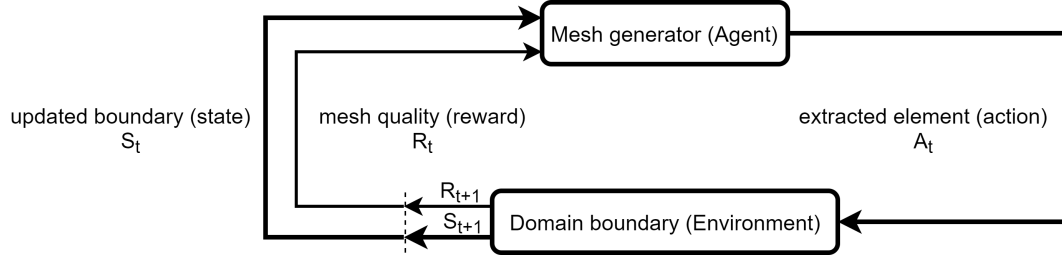 Mesh generator (Agent)
updated boundary (state)
Sₜ
mesh quality (reward)
Rₜ
extracted element (action)
Aₜ
Rₜ₊₁
Sₜ₊₁
Domain boundary (Environment)